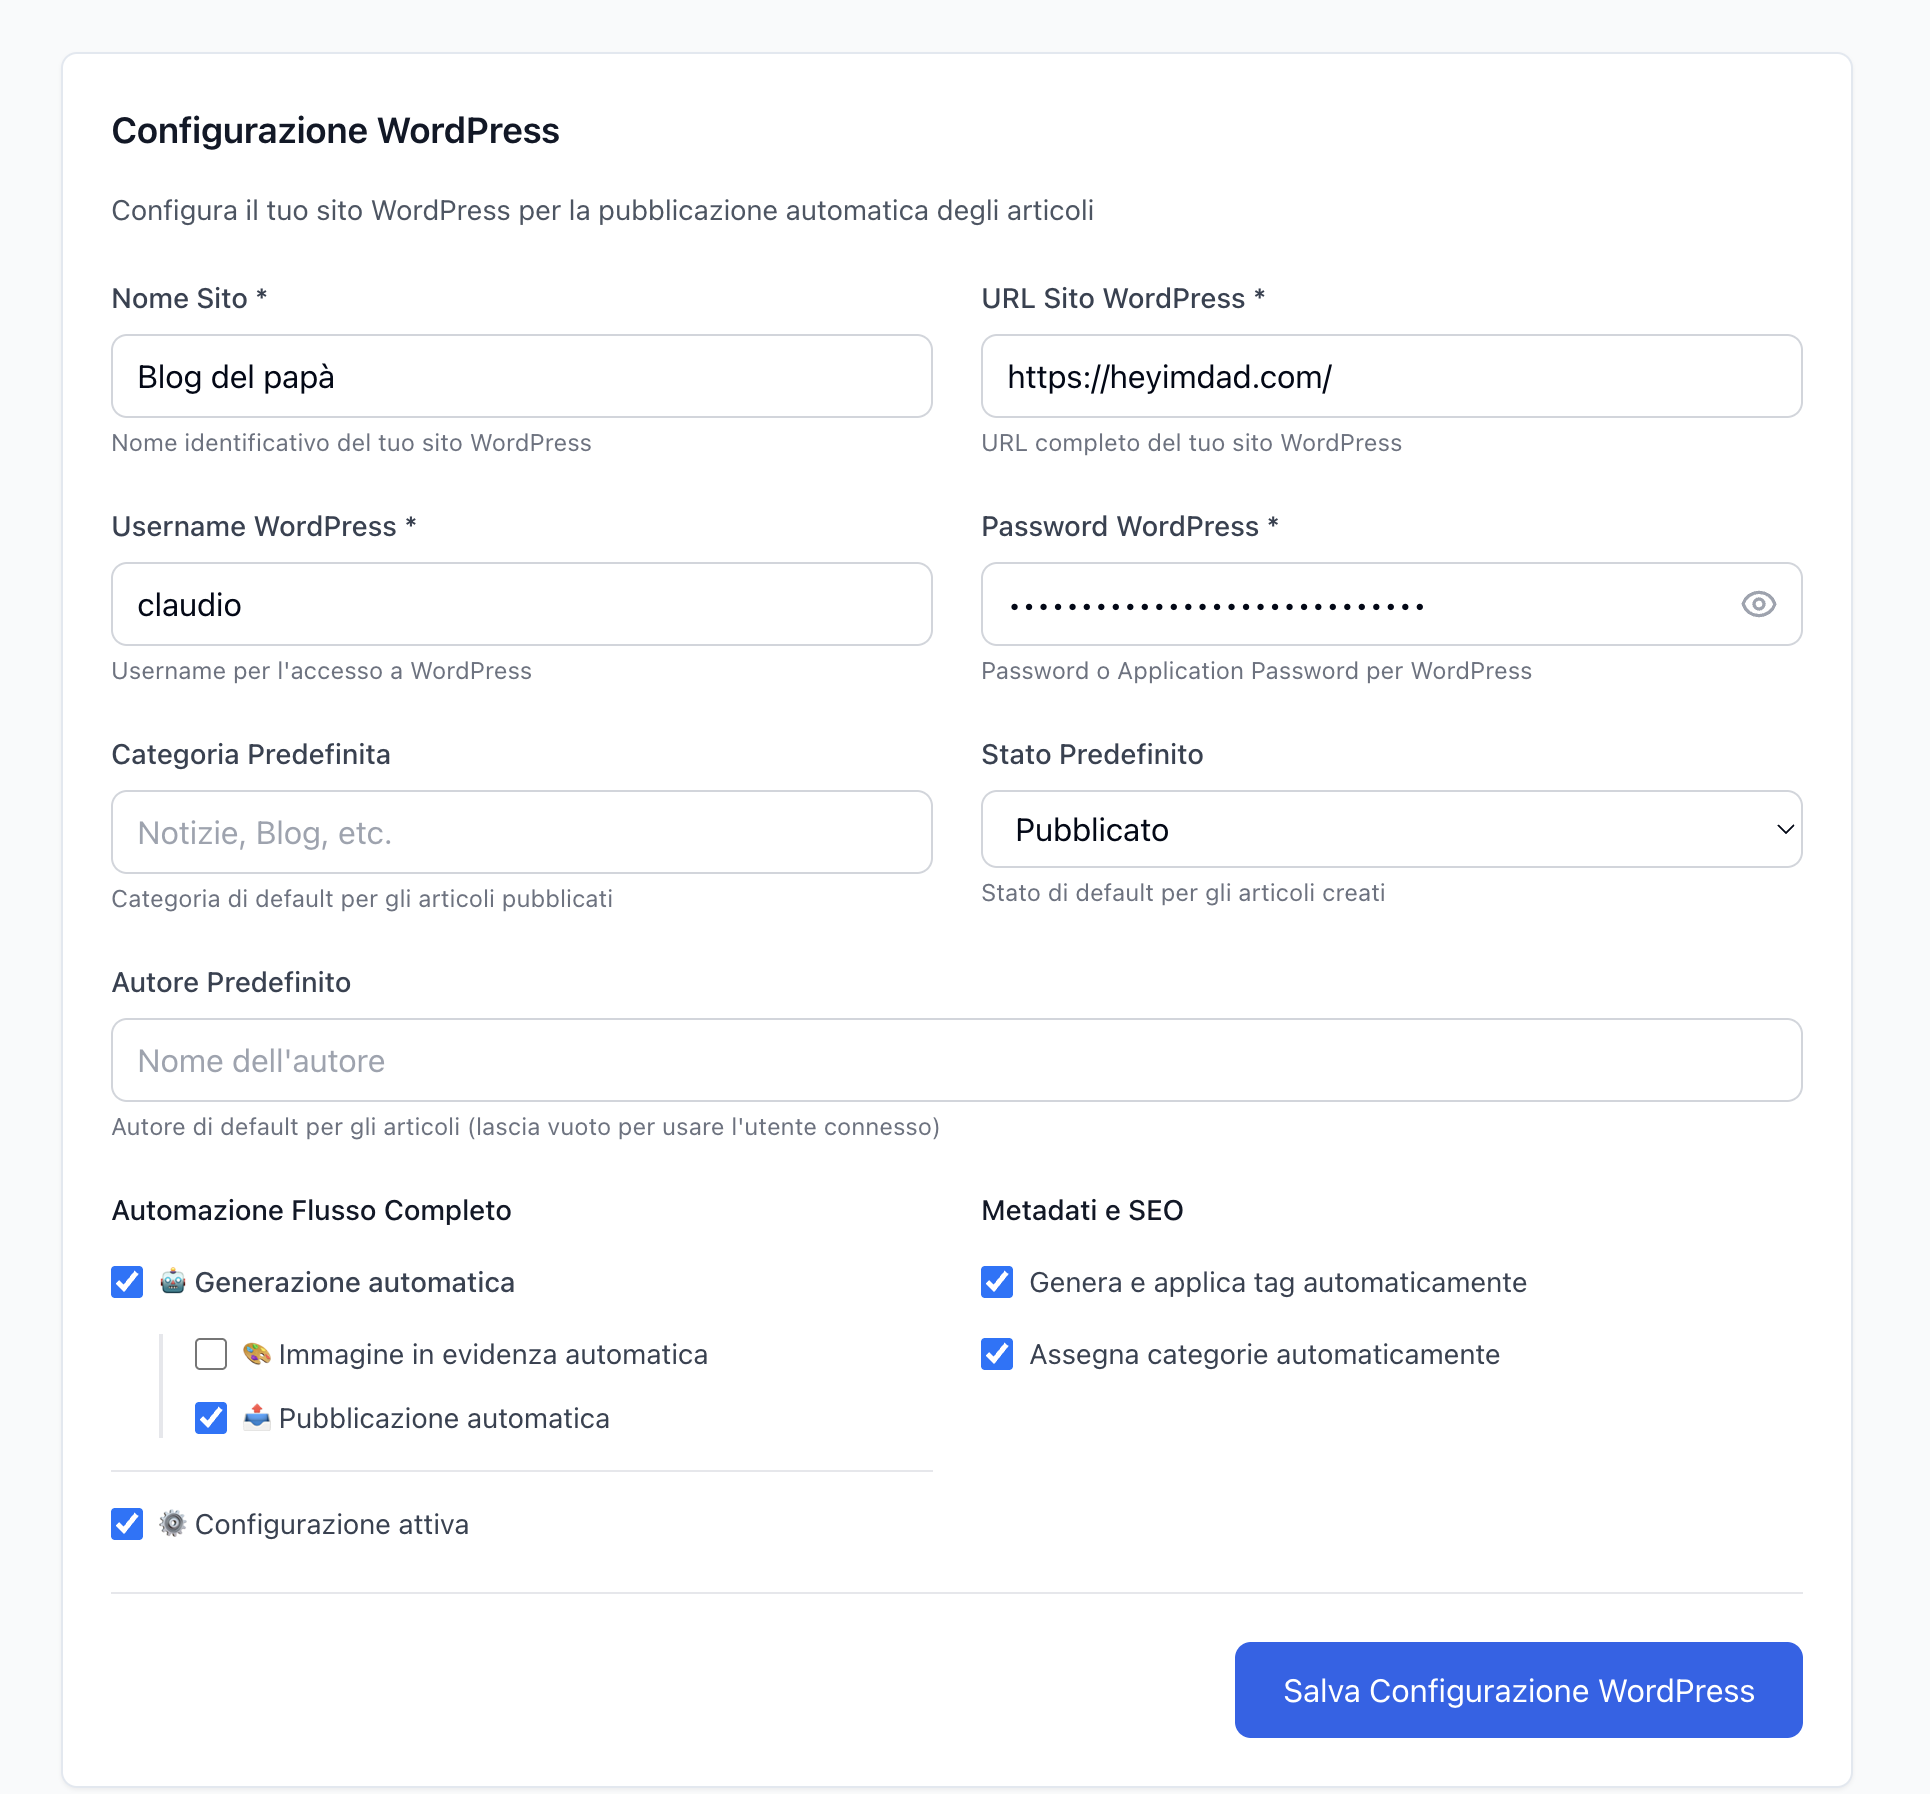 Configurazione WordPress
Configura il tuo sito WordPress per la pubblicazione automatica degli articoli
Nome Sito *
Blog del papà
Nome identificativo del tuo sito WordPress
URL Sito WordPress *
https://heyimdad.com/
URL completo del tuo sito WordPress
Username WordPress *
claudio
Username per l'accesso a WordPress
Password WordPress *
•••••••••••••••••••••••••••••
Password o Application Password per WordPress
Categoria Predefinita
Notizie, Blog, etc.
Categoria di default per gli articoli pubblicati
Stato Predefinito
Pubblicato
Stato di default per gli articoli creati
Autore Predefinito
Nome dell'autore
Autore di default per gli articoli (lascia vuoto per usare l'utente connesso)
Automazione Flusso Completo
🤖 Generazione automatica
🎨 Immagine in evidenza automatica
📤 Pubblicazione automatica
⚙️ Configurazione attiva
Metadati e SEO
Genera e applica tag automaticamente
Assegna categorie automaticamente
Salva Configurazione WordPress